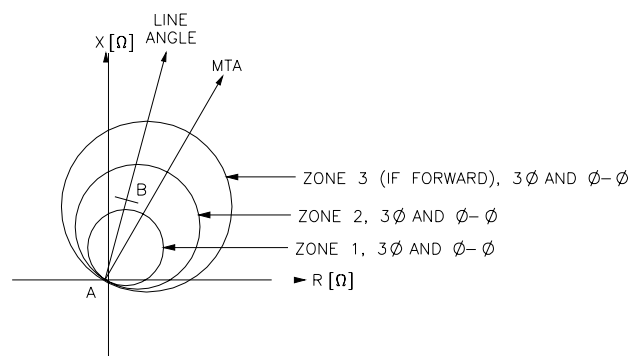 LINE
ANGLE
X [Ω]
MTA
B
ZONE 3 (IF FORWARD), 3Ø AND Ø–Ø
ZONE 2, 3Ø AND Ø–Ø
ZONE 1, 3Ø AND Ø–Ø
A
R [Ω]